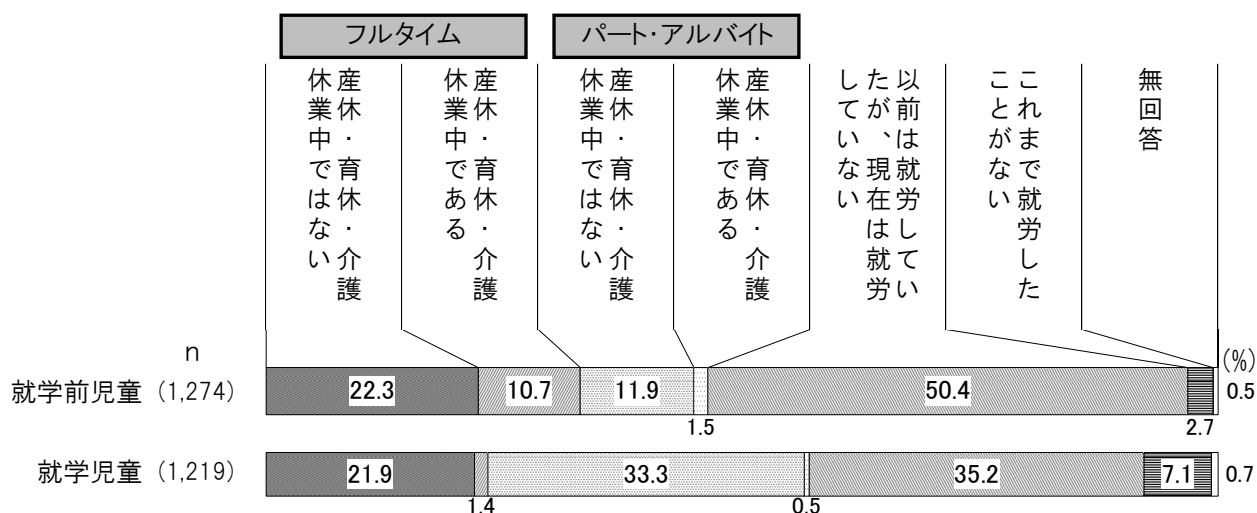 フルタイム
パート・アルバイト
産休・育休・介護
休業中ではない
産休・育休・介護
休業中である
産休・育休・介護
休業中ではない
産休・育休・介護
休業中である
以前は就労してい
たが、現在は就労
していない
これまで就労した
ことがない
無回答
n
(%)
就学前児童 (1,274)
22.3
10.7
11.9
50.4
0.5
1.5
2.7
就学児童 (1,219)
21.9
33.3
35.2
7.1
0.7
1.4
0.5